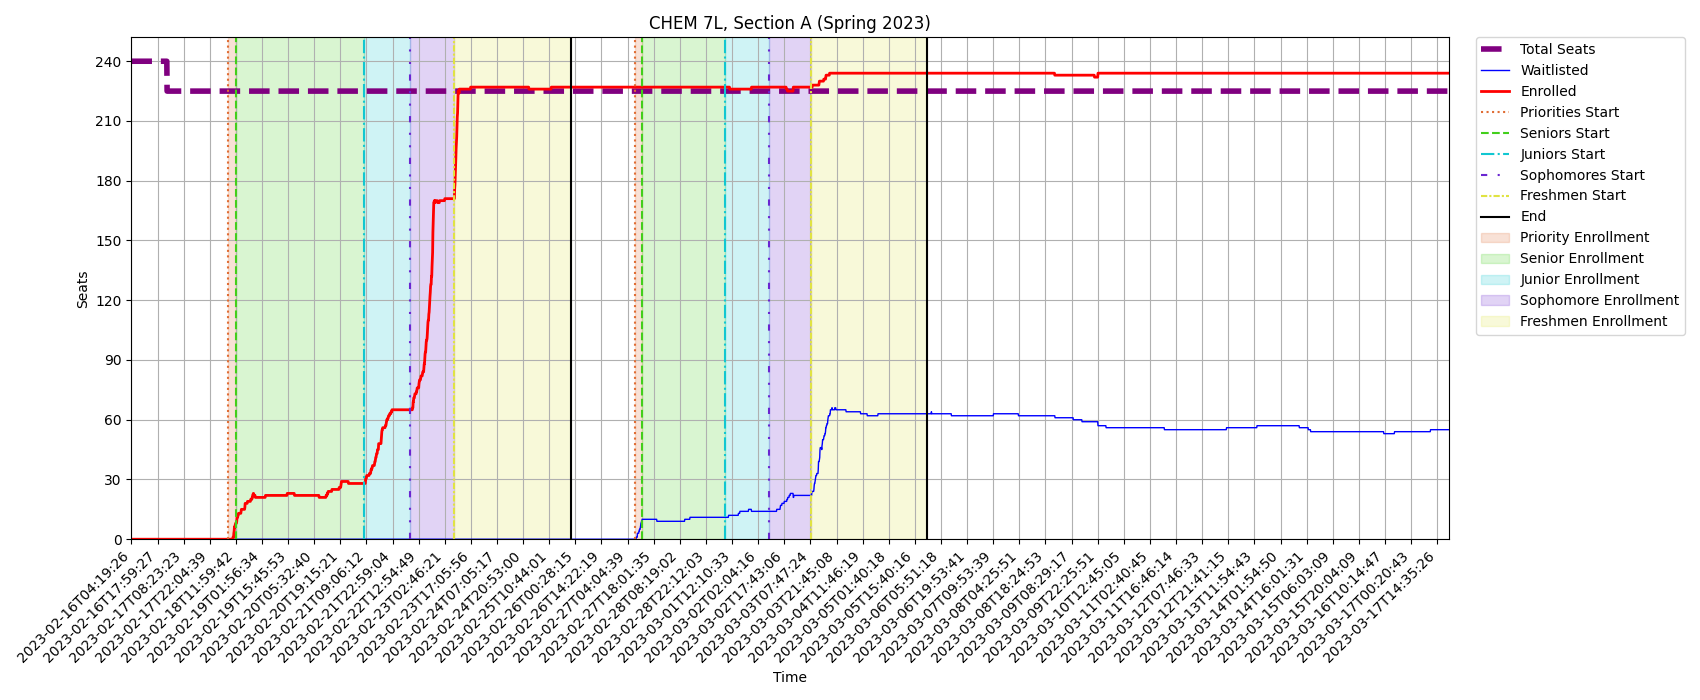 CHEM 7L, Section A (Spring 2023)
240
210
180
150
120
90
60
30
0
Seats
2023-02-16T04:19:26
2023-02-16T17:59:27
2023-02-17T08:23:23
2023-02-17T22:04:39
2023-02-18T11:59:42
2023-02-19T01:56:34
2023-02-19T15:45:53
2023-02-20T05:32:40
2023-02-20T19:15:21
2023-02-21T09:06:12
2023-02-21T22:59:04
2023-02-22T12:54:49
2023-02-23T02:46:21
2023-02-23T17:05:56
2023-02-24T07:05:17
2023-02-24T20:53:00
2023-02-25T10:44:01
2023-02-26T00:28:15
2023-02-26T14:22:19
2023-02-27T04:04:39
2023-02-27T18:01:35
2023-02-28T08:19:02
2023-02-28T22:12:03
2023-03-01T12:10:33
2023-03-02T02:04:16
2023-03-02T17:43:06
2023-03-03T07:47:24
2023-03-03T21:45:08
2023-03-04T11:46:19
2023-03-05T01:40:18
2023-03-05T15:40:16
2023-03-06T05:51:18
2023-03-06T19:53:41
2023-03-07T09:53:39
2023-03-08T04:25:51
2023-03-08T18:24:53
2023-03-09T08:29:17
2023-03-09T22:25:51
2023-03-10T12:45:05
2023-03-11T02:40:45
2023-03-11T16:46:14
2023-03-12T07:46:33
2023-03-12T21:41:15
2023-03-13T11:54:43
2023-03-14T01:54:50
2023-03-14T16:01:31
2023-03-15T06:03:09
2023-03-15T20:04:09
2023-03-16T10:14:47
2023-03-17T00:20:43
2023-03-17T14:35:26
Time
Total Seats
Waitlisted
Enrolled
Priorities Start
Seniors Start
Juniors Start
Sophomores Start
Freshmen Start
End
Priority Enrollment
Senior Enrollment
Junior Enrollment
Sophomore Enrollment
Freshmen Enrollment